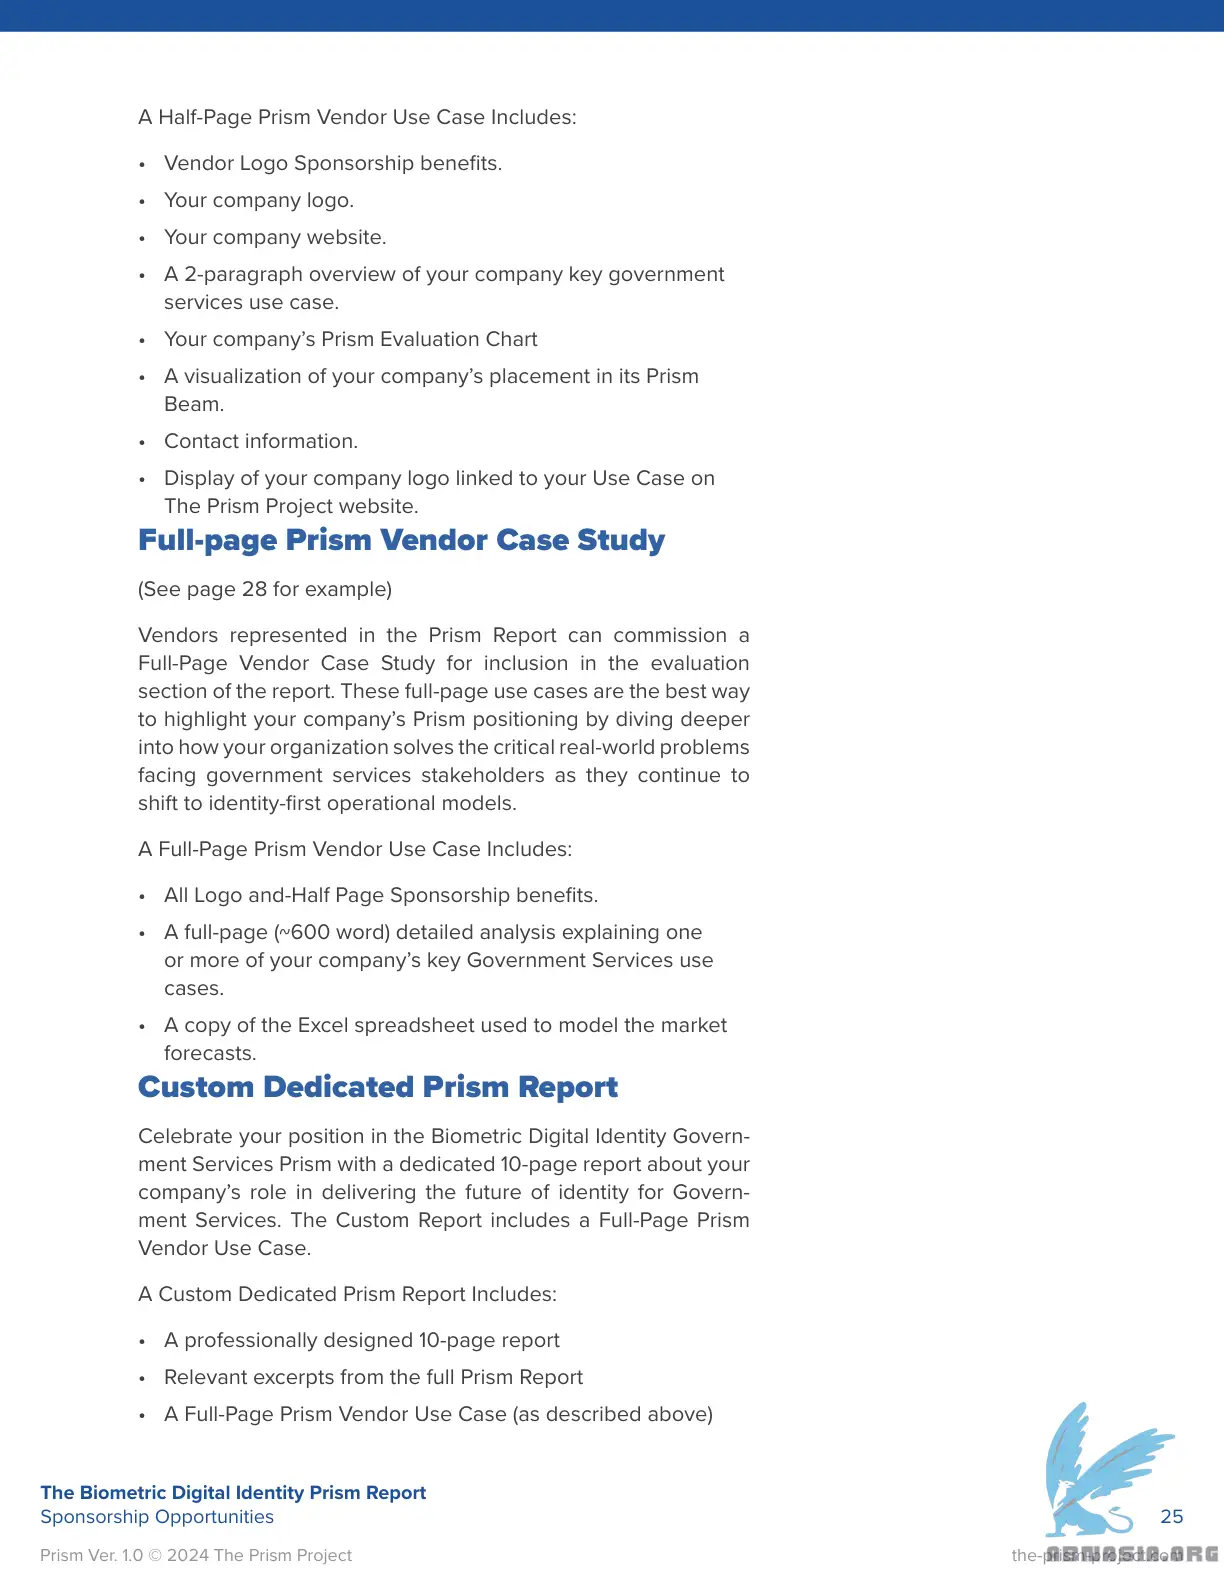 A Half-Page Prism Vendor Use Case Includes:
• Vendor Logo Sponsorship benefits.
• Your company logo.
• Your company website.
• A 2-paragraph overview of your company key government
services use case.
• Your company’s Prism Evaluation Chart
• A visualization of your company’s placement in its Prism
Beam.
• Contact information.
• Display of your company logo linked to your Use Case on
The Prism Project website.
Full-page Prism Vendor Case Study
(See page 28 for example)
Vendors represented in the Prism Report can commission a
Full-Page Vendor Case Study for inclusion in the evaluation
section of the report. These full-page use cases are the best way
to highlight your company’s Prism positioning by diving deeper
into how your organization solves the critical real-world problems
facing government services stakeholders as they continue to
shift to identity-first operational models.
A Full-Page Prism Vendor Use Case Includes:
• All Logo and-Half Page Sponsorship benefits.
• A full-page (~600 word) detailed analysis explaining one
or more of your company’s key Government Services use
cases.
• A copy of the Excel spreadsheet used to model the market
forecasts.
Custom Dedicated Prism Report
Celebrate your position in the Biometric Digital Identity Govern-
ment Services Prism with a dedicated 10-page report about your
company’s role in delivering the future of identity for Govern-
ment Services. The Custom Report includes a Full-Page Prism
Vendor Use Case.
A Custom Dedicated Prism Report Includes:
• A professionally designed 10-page report
• Relevant excerpts from the full Prism Report
• A Full-Page Prism Vendor Use Case (as described above)
The Biometric Digital Identity Prism Report
Sponsorship Opportunities
25
Prism Ver. 1.0 © 2024 The Prism Project
the-prism-project.com
ARMASIA.ORG